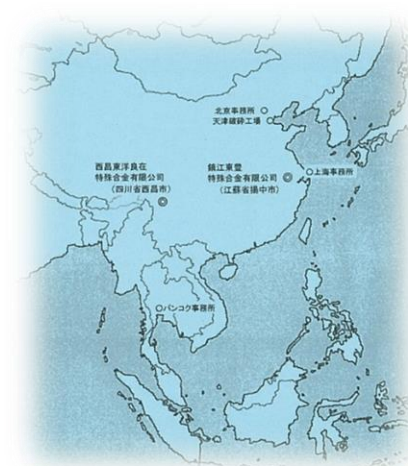 北京事務所
天津破砕工場
西昌東洋良在
特殊合金有限公司
（四川省西昌市）
鎮江東豊
特殊合金有限公司
（江蘇省揚中市）
上海事務所
バンコク事務所